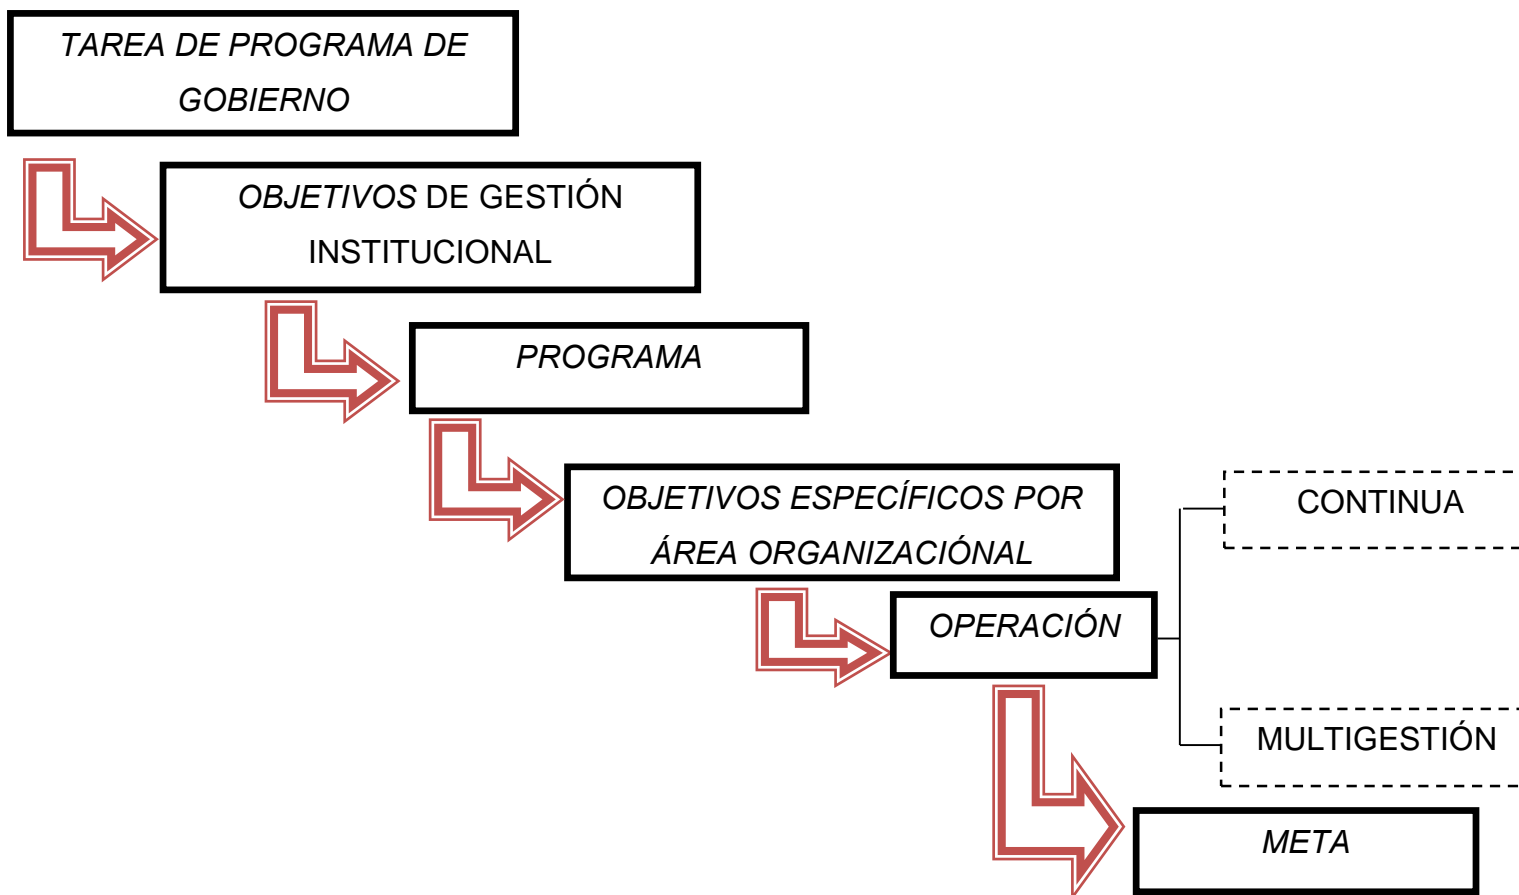 TAREA DE PROGRAMA DE
GOBIERNO
OBJETIVOS DE GESTIÓN
INSTITUCIONAL
PROGRAMA
OBJETIVOS ESPECÍFICOS POR
ÁREA ORGANIZACIÓNAL
CONTINUA
OPERACIÓN
MULTIGESTIÓN
META